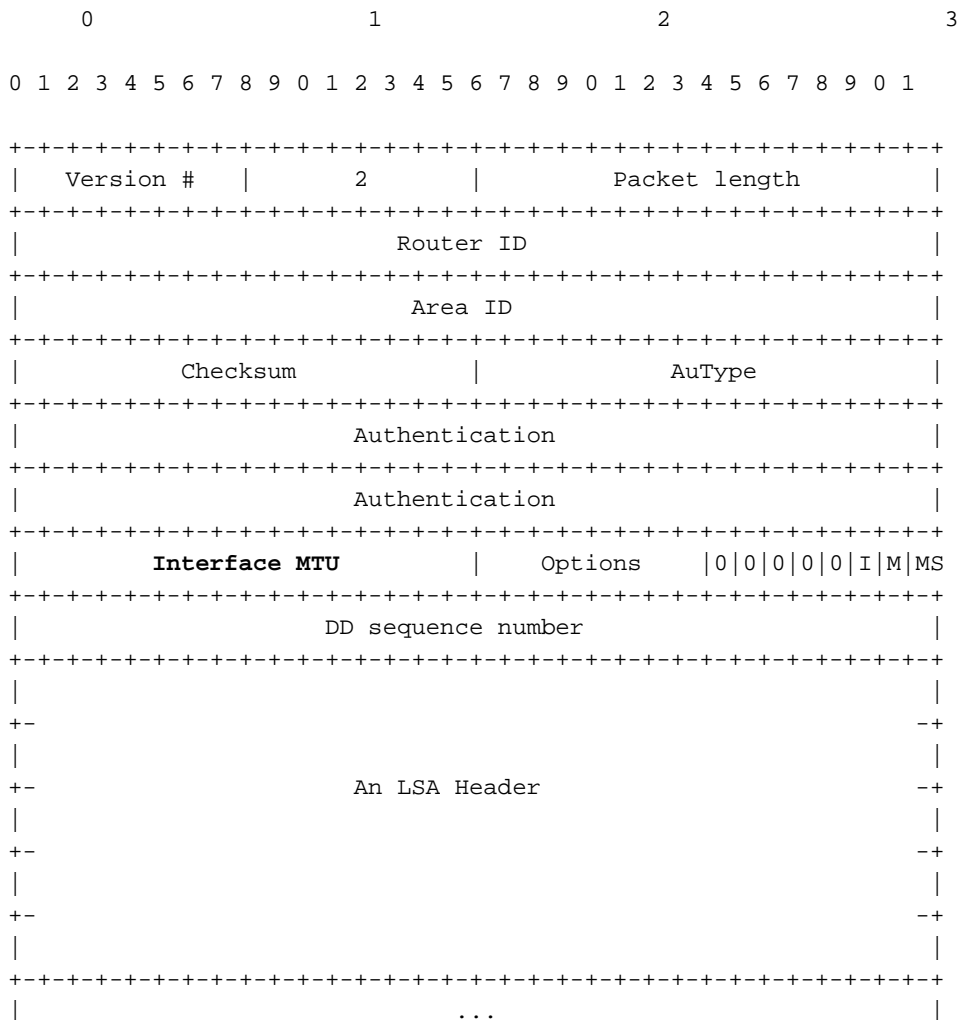 0                   1                   2                   3
0 1 2 3 4 5 6 7 8 9 0 1 2 3 4 5 6 7 8 9 0 1 2 3 4 5 6 7 8 9 0 1
+-+-+-+-+-+-+-+-+-+-+-+-+-+-+-+-+-+-+-+-+-+-+-+-+-+-+-+-+-+-+-+-+
|   Version #   |       2       |         Packet length         |
+-+-+-+-+-+-+-+-+-+-+-+-+-+-+-+-+-+-+-+-+-+-+-+-+-+-+-+-+-+-+-+-+
|                          Router ID                            |
+-+-+-+-+-+-+-+-+-+-+-+-+-+-+-+-+-+-+-+-+-+-+-+-+-+-+-+-+-+-+-+-+
|                           Area ID                             |
+-+-+-+-+-+-+-+-+-+-+-+-+-+-+-+-+-+-+-+-+-+-+-+-+-+-+-+-+-+-+-+-+
|           Checksum            |             AuType            |
+-+-+-+-+-+-+-+-+-+-+-+-+-+-+-+-+-+-+-+-+-+-+-+-+-+-+-+-+-+-+-+-+
|                       Authentication                          |
+-+-+-+-+-+-+-+-+-+-+-+-+-+-+-+-+-+-+-+-+-+-+-+-+-+-+-+-+-+-+-+-+
|                       Authentication                          |
+-+-+-+-+-+-+-+-+-+-+-+-+-+-+-+-+-+-+-+-+-+-+-+-+-+-+-+-+-+-+-+-+
|         Interface MTU         |    Options    |0|0|0|0|0|I|M|MS
+-+-+-+-+-+-+-+-+-+-+-+-+-+-+-+-+-+-+-+-+-+-+-+-+-+-+-+-+-+-+-+-+
|                     DD sequence number                        |
+-+-+-+-+-+-+-+-+-+-+-+-+-+-+-+-+-+-+-+-+-+-+-+-+-+-+-+-+-+-+-+-+
|                                                               |
+-                                                             -+
|                                                               |
+-                      An LSA Header                          -+
|                                                               |
+-                                                             -+
|                                                               |
+-                                                             -+
|                                                               |
+-+-+-+-+-+-+-+-+-+-+-+-+-+-+-+-+-+-+-+-+-+-+-+-+-+-+-+-+-+-+-+-+
|                              ...                              |